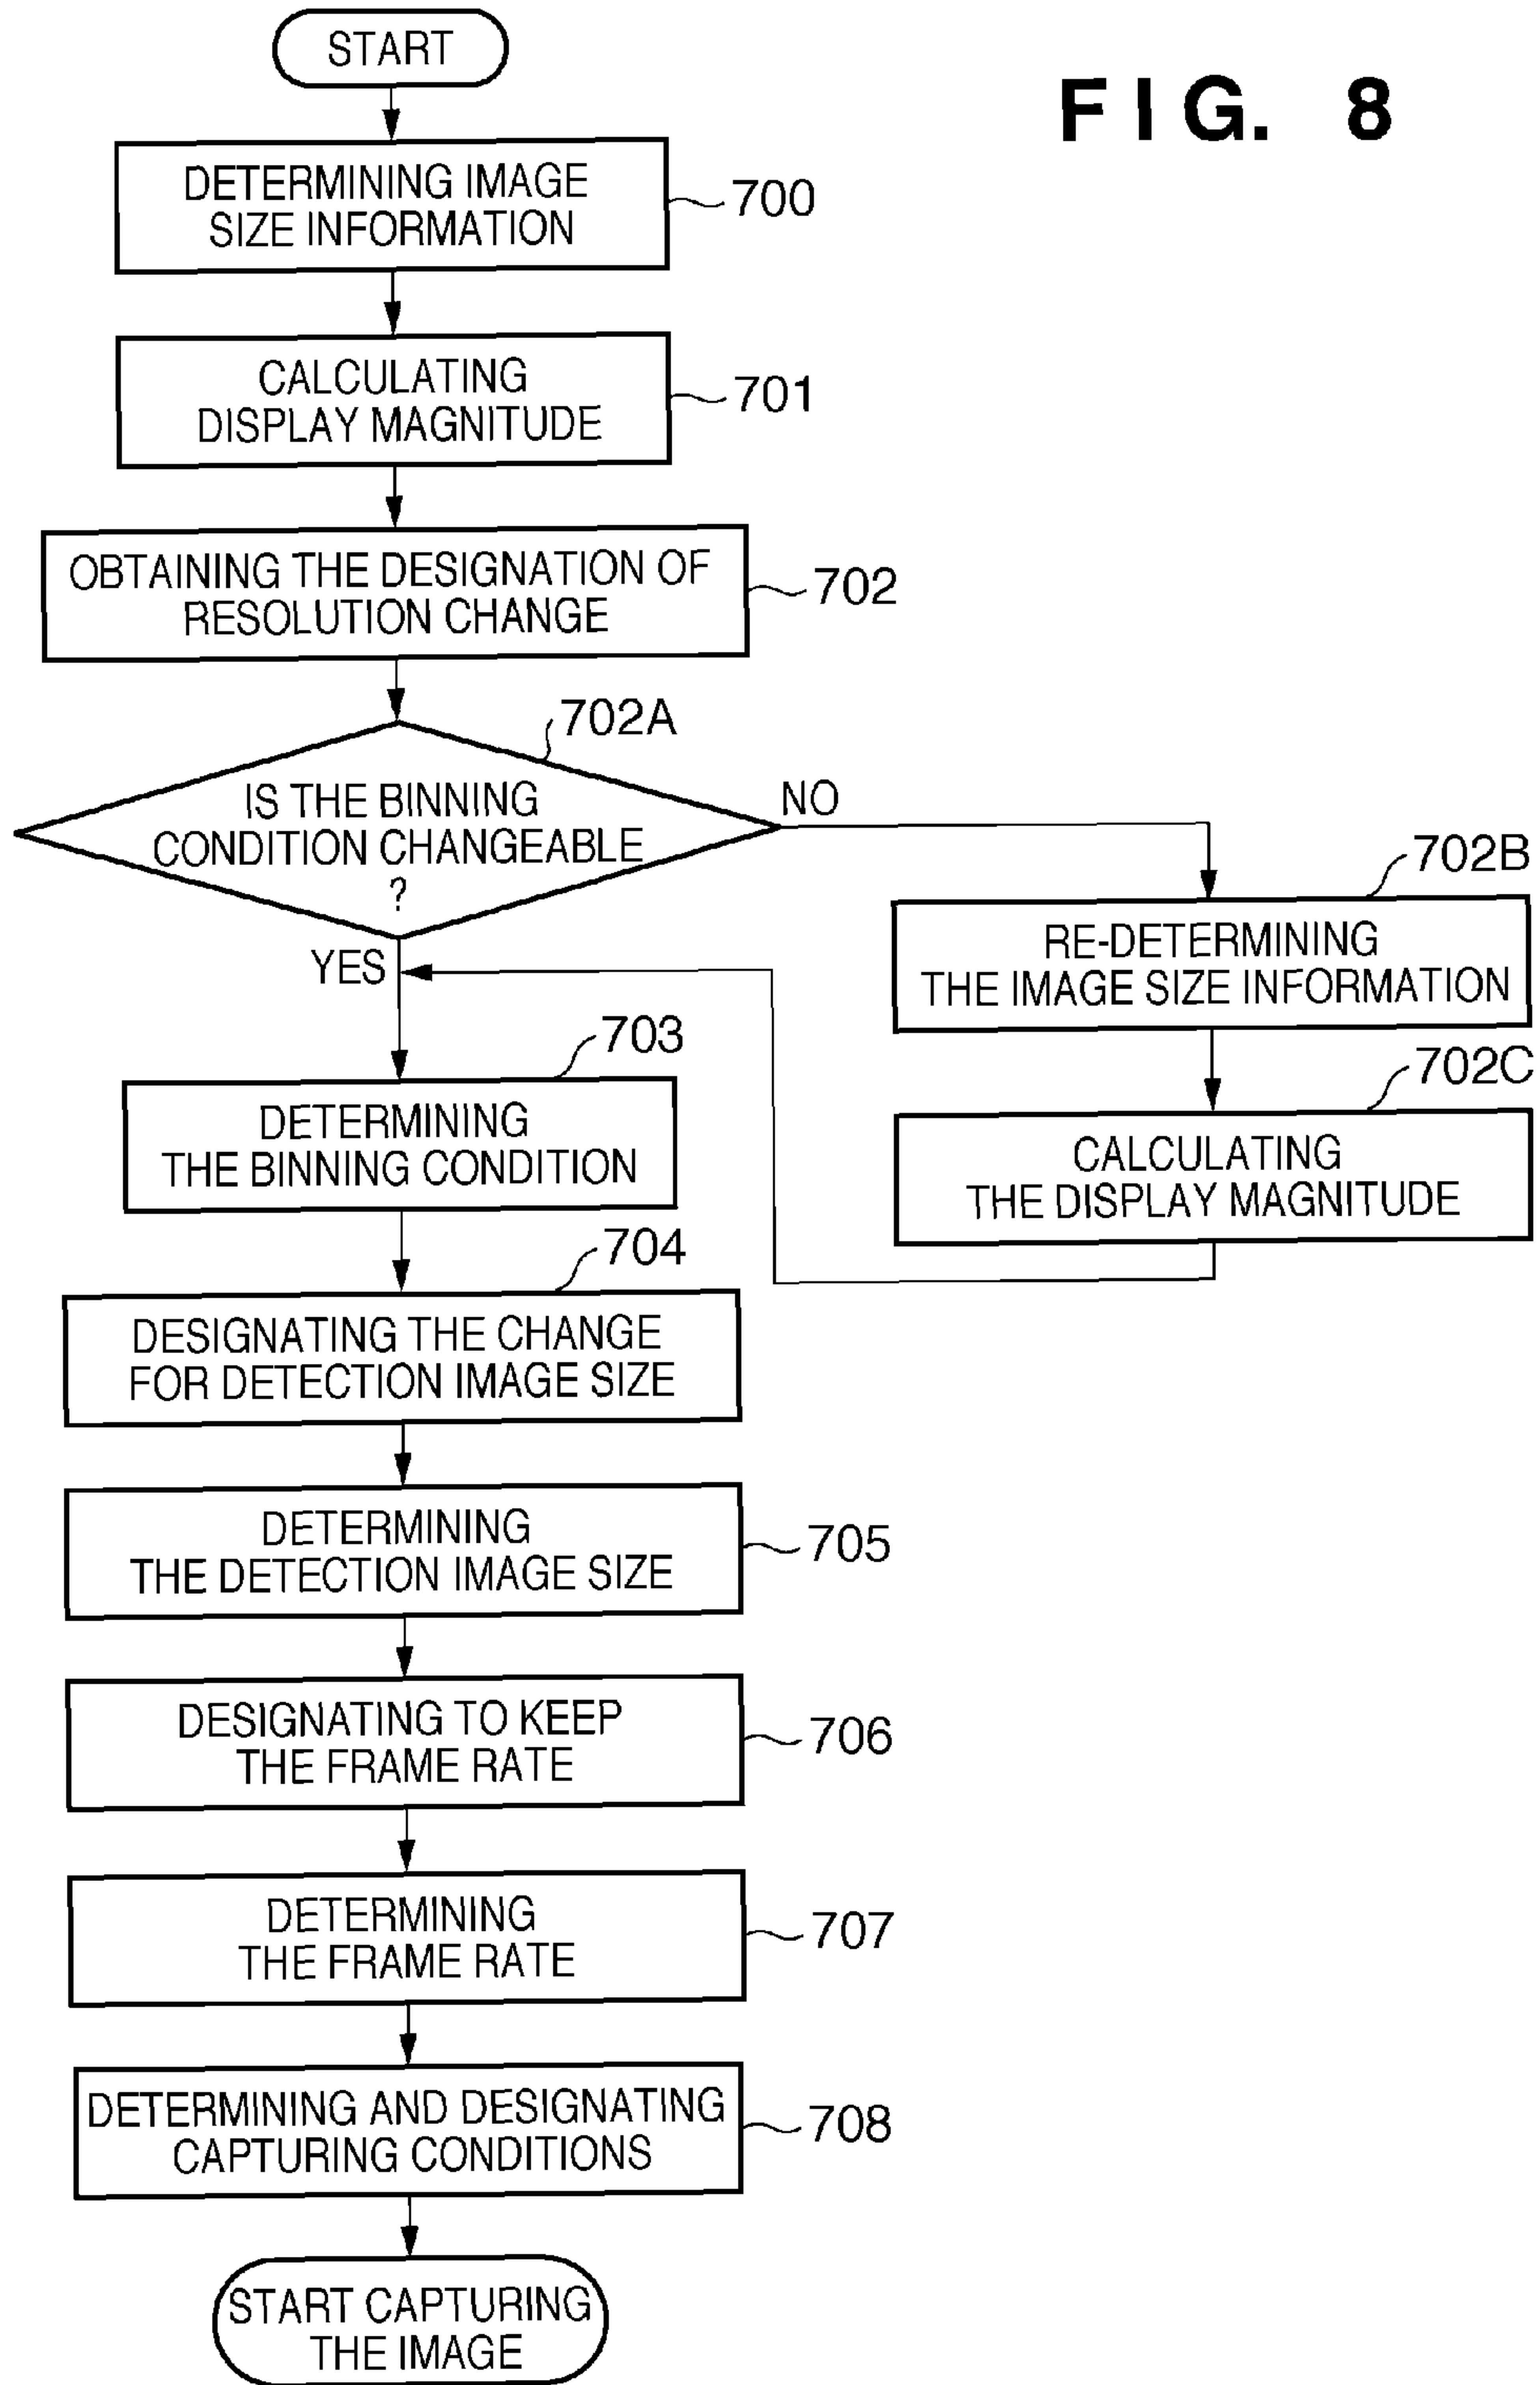 START
FIG. 8
DETERMINING IMAGE
SIZE INFORMATION
700
CALCULATING
DISPLAY MAGNITUDE
701
OBTAINING THE DESIGNATION OF
RESOLUTION CHANGE
702
702A
IS THE BINNING
CONDITION CHANGEABLE
?
NO
YES
702B
RE-DETERMINING
THE IMAGE SIZE INFORMATION
702C
CALCULATING
THE DISPLAY MAGNITUDE
703
DETERMINING
THE BINNING CONDITION
704
DESIGNATING THE CHANGE
FOR DETECTION IMAGE SIZE
DETERMINING
THE DETECTION IMAGE SIZE
705
DESIGNATING TO KEEP
THE FRAME RATE
706
DETERMINING
THE FRAME RATE
707
DETERMINING AND DESIGNATING
CAPTURING CONDITIONS
708
START CAPTURING
THE IMAGE